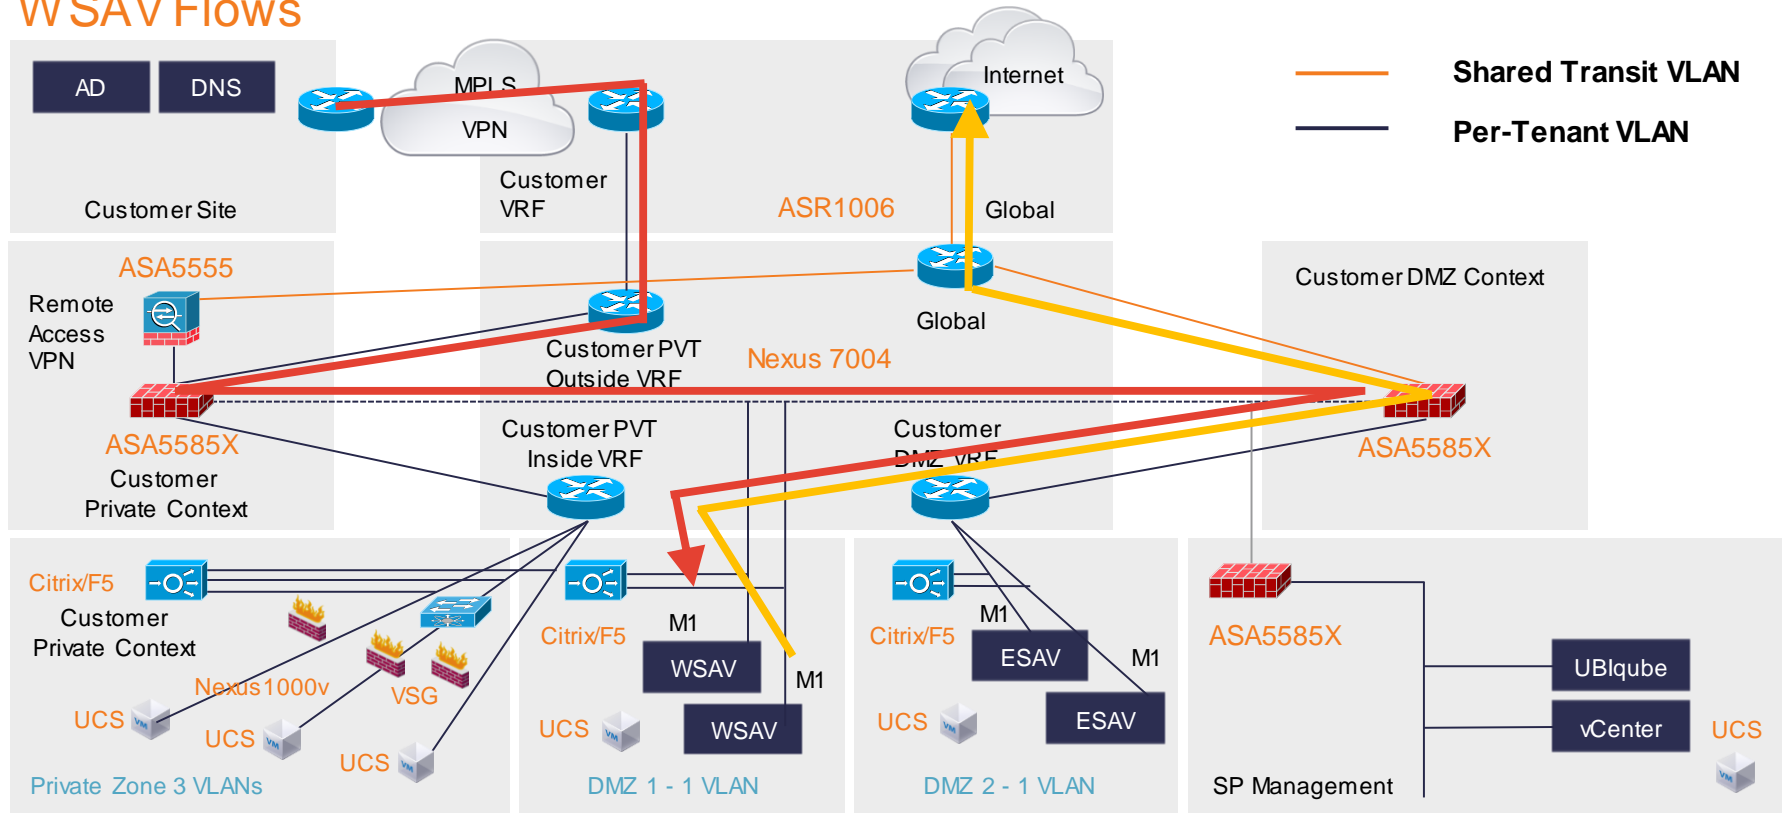 WSAV Flows
AD
DNS
MPLS
VPN
Internet
Shared Transit VLAN
Per-Tenant VLAN
Customer Site
Customer
VRF
ASR1006
Global
ASA5555
Remote
Access
VPN
Customer PVT
Outside VRF
Global
Nexus 7004
Customer DMZ Context
ASA5585X
Customer
Private Context
Customer PVT
Inside VRF
Customer
DMZ VRF
ASA5585X
Citrix/F5
Customer
Private Context
Nexus1000v
VSG
UCS
UCS
UCS
Private Zone 3 VLANs
Citrix/F5
M1
WSAV
M1
WSAV
UCS
DMZ 1 - 1 VLAN
Citrix/F5
M1
ESAV
M1
ESAV
UCS
DMZ 2 - 1 VLAN
ASA5585X
UBIqube
vCenter
UCS
SP Management